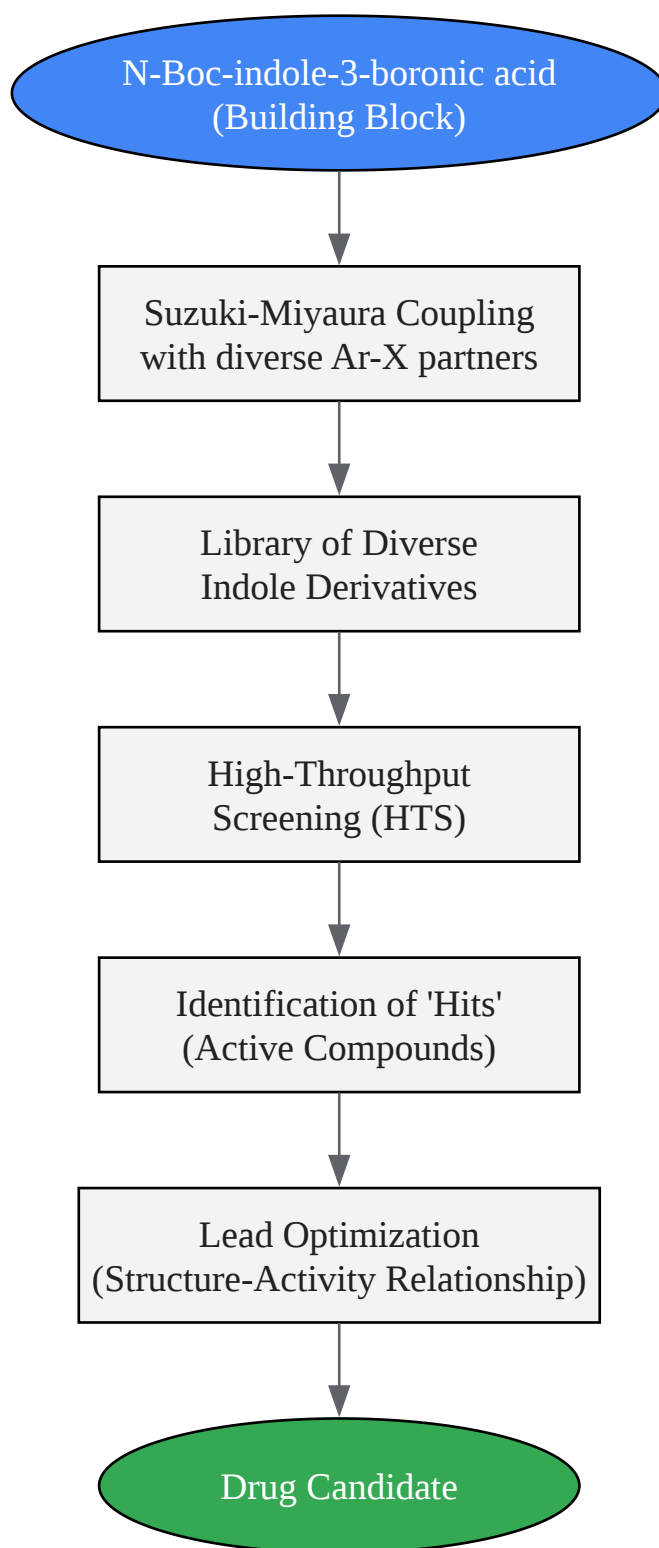 N-Boc-indole-3-boronic acid
(Building Block)
Suzuki-Miyaura Coupling
with diverse Ar-X partners
Library of Diverse
Indole Derivatives
High-Throughput
Screening (HTS)
Identification of 'Hits'
(Active Compounds)
Lead Optimization
(Structure-Activity Relationship)
Drug Candidate